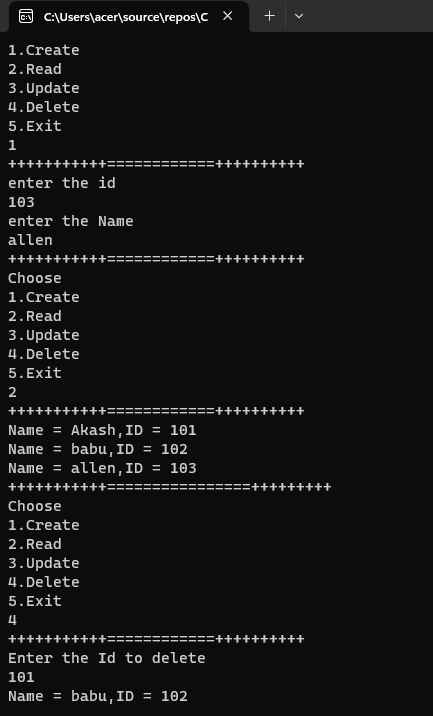 C:\Users\acer\source\repos\C
1.Create
2.Read
3.Update
4.Delete
5.Exit
1
+++++++++++============++++++++++
enter the id
103
enter the Name
allen
+++++++++++============++++++++++
Choose
1.Create
2.Read
3.Update
4.Delete
5.Exit
2
+++++++++++============++++++++++
Name = Akash,ID = 101
Name = babu,ID = 102
Name = allen,ID = 103
+++++++++++================+++++++++
Choose
1.Create
2.Read
3.Update
4.Delete
5.Exit
4
+++++++++++============++++++++++
Enter the Id to delete
101
Name = babu,ID = 102